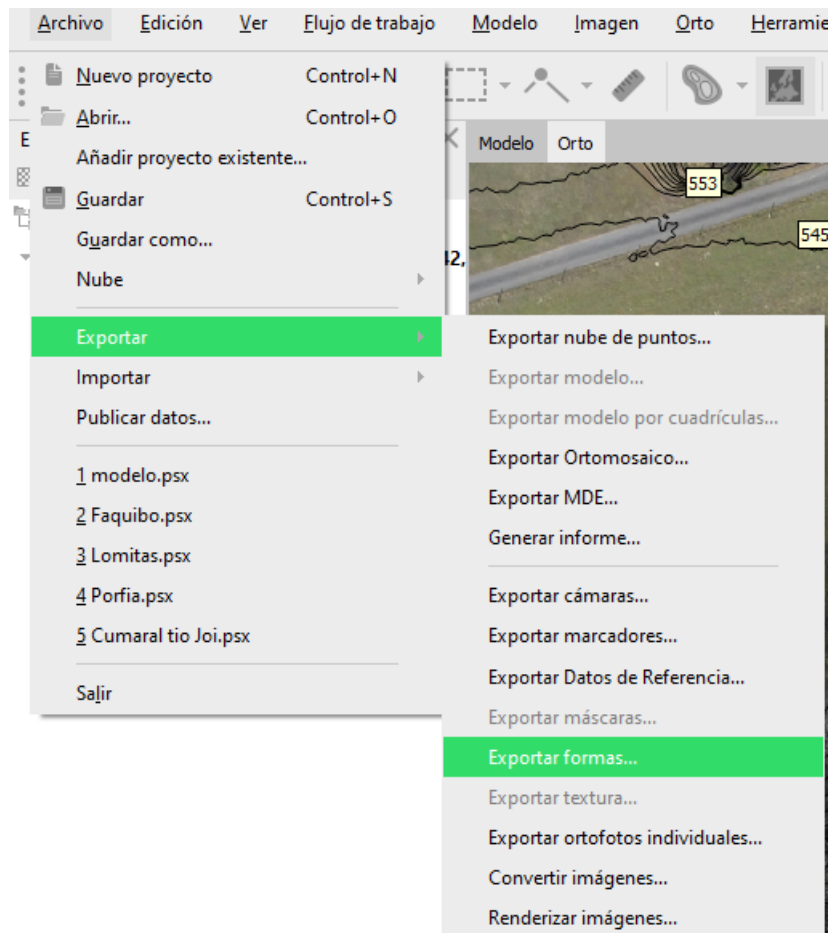 Archivo Edición Ver Flujo de trabajo Modelo Imagen Orto Herramie
Nuevo proyecto Control+N
Abrir... Control+O
Añadir proyecto existente...
Guardar Control+S
Guardar como...
Nube
Exportar
Importar
Publicar datos...
1 modelo.psx
2 Faquibo.psx
3 Lomitas.psx
4 Porfia.psx
5 Cumaral tio Joi.psx
Salir
E
12,
Modelo Orto
553
545
Exportar nube de puntos...
Exportar modelo...
Exportar modelo por cuadrículas...
Exportar Ortomosaico...
Exportar MDE...
Generar informe...
Exportar cámaras...
Exportar marcadores...
Exportar Datos de Referencia...
Exportar máscaras...
Exportar formas...
Exportar textura...
Exportar ortofotos individuales...
Convertir imágenes...
Renderizar imágenes...